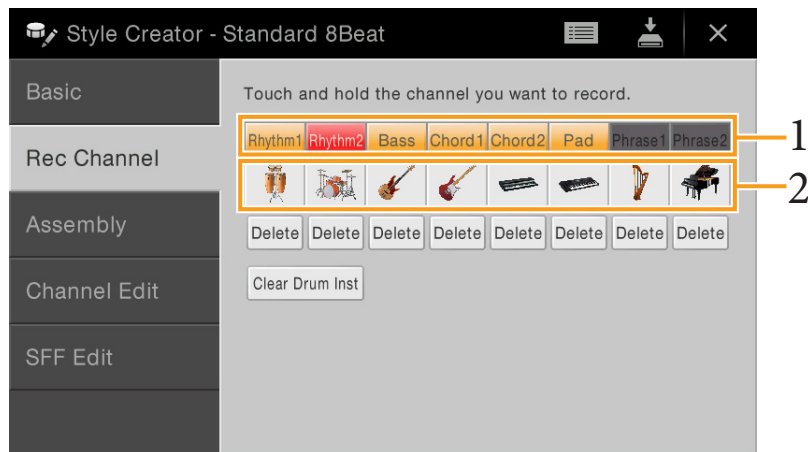 Style Creator - Standard 8Beat
Basic
Rec Channel
Assembly
Channel Edit
SFF Edit
Touch and hold the channel you want to record.
Rhythm1 Rhythm2 Bass Chord1 Chord2 Pad Phrase1 Phrase2 1
2
Delete Delete Delete Delete Delete Delete Delete Delete
Clear Drum Inst